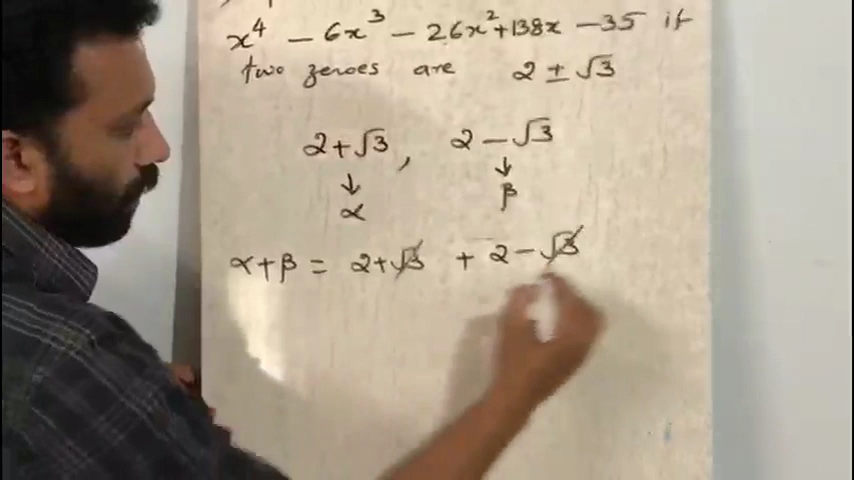 x⁴ - 6x³ - 26x² + 138x - 35 if
two zeroes are 2 ± √3
2 + √3 , 2 - √3
↓ ↓
α β
α + β = 2 + √3 + 2 - √3